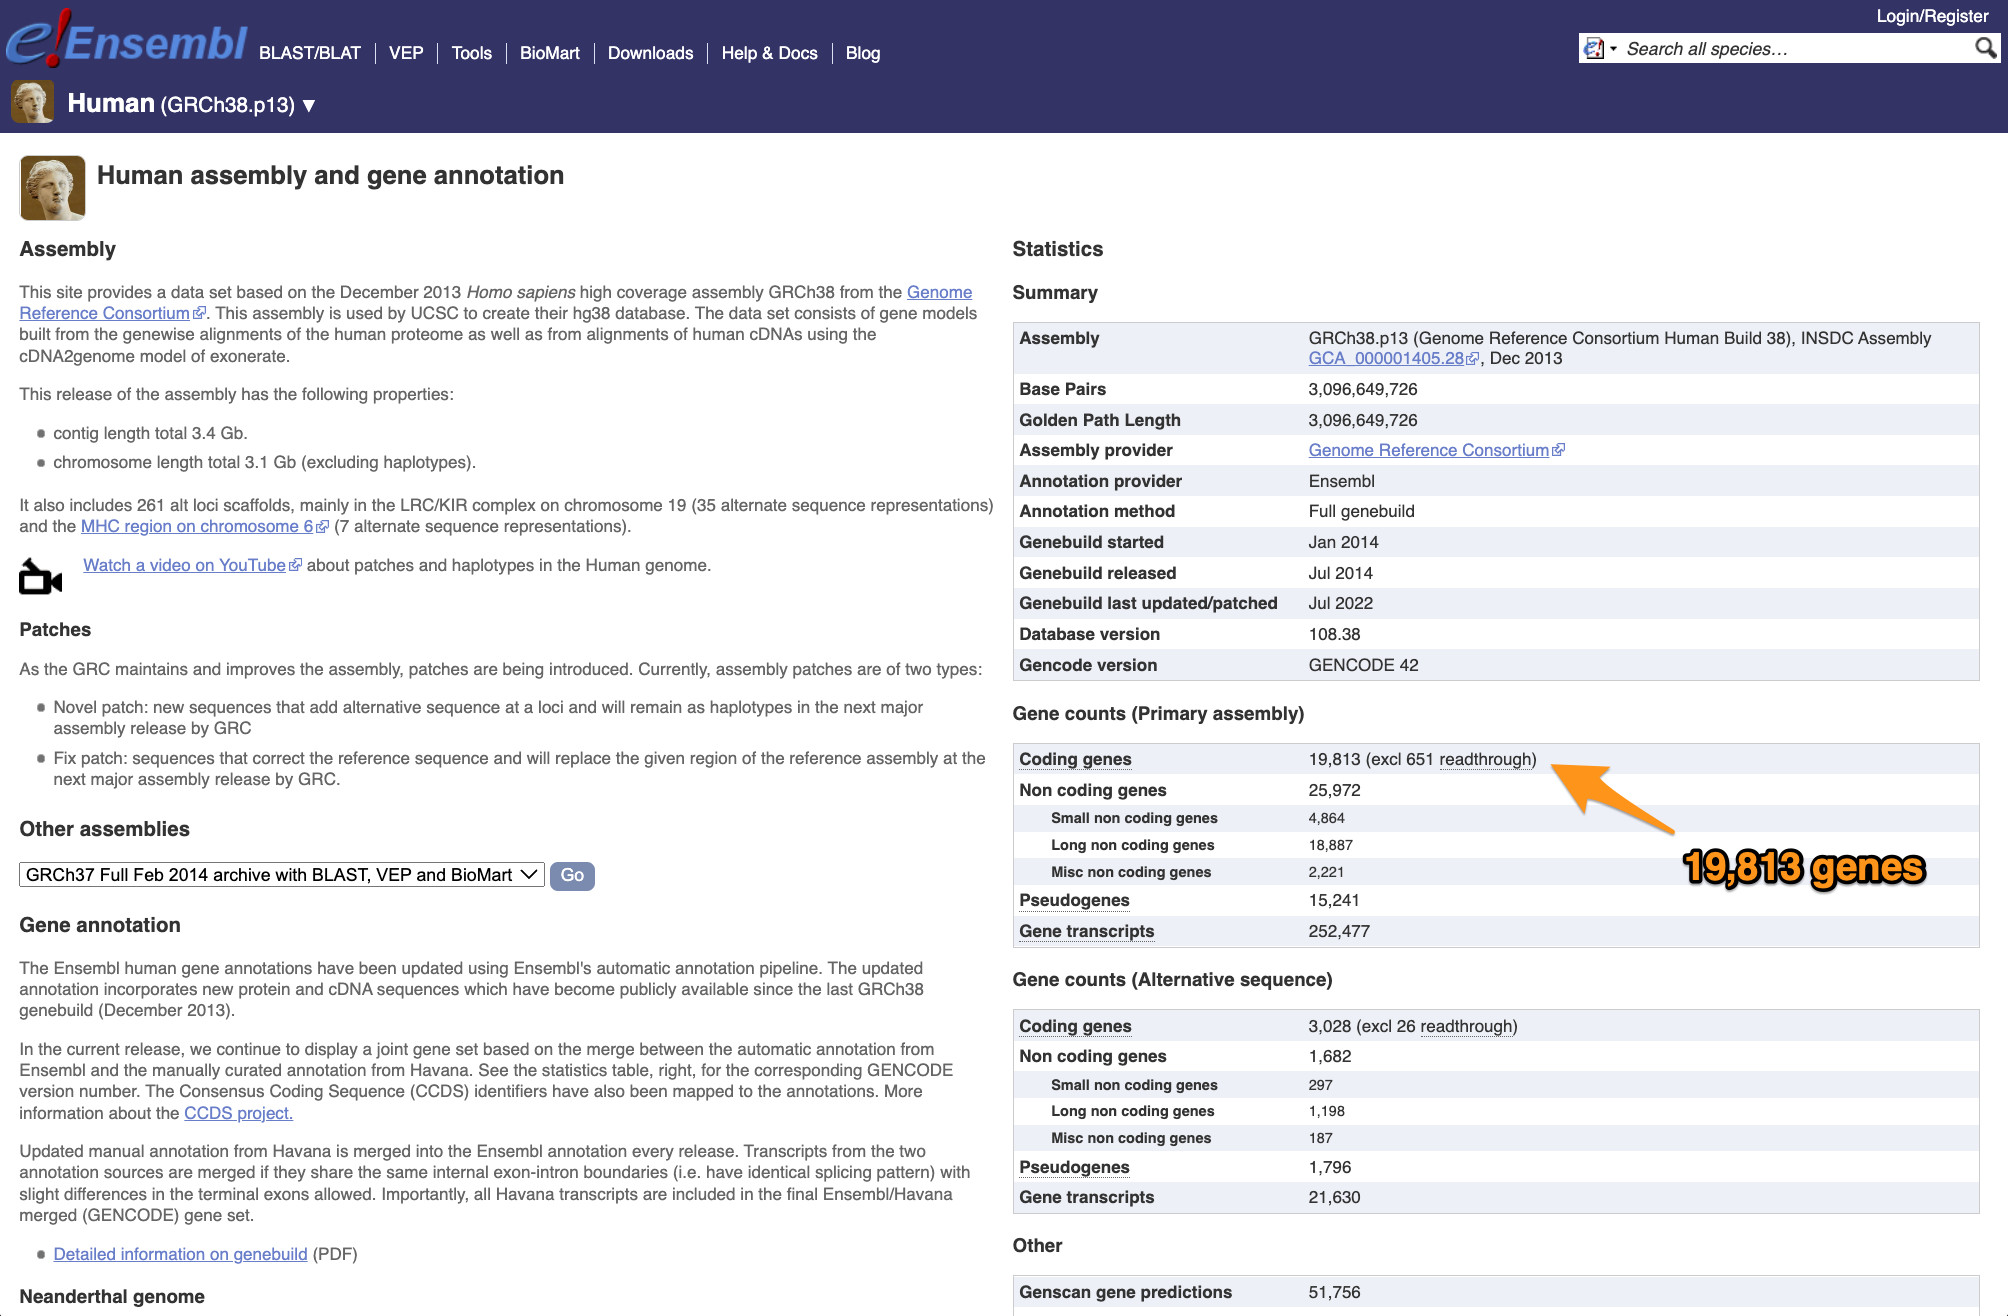 Login/Register
e!Ensembl BLAST/BLAT VEP Tools BioMart Downloads Help & Docs Blog
e! Search all species…
Human (GRCh38.p13) ▼
Human assembly and gene annotation
Assembly
This site provides a data set based on the December 2013 Homo sapiens high coverage assembly GRCh38 from the Genome
Reference Consortium. This assembly is used by UCSC to create their hg38 database. The data set consists of gene models
built from the genewise alignments of the human proteome as well as from alignments of human cDNAs using the
cDNA2genome model of exonerate.
This release of the assembly has the following properties:
contig length total 3.4 Gb.
chromosome length total 3.1 Gb (excluding haplotypes).
It also includes 261 alt loci scaffolds, mainly in the LRC/KIR complex on chromosome 19 (35 alternate sequence representations)
and the MHC region on chromosome 6 (7 alternate sequence representations).
Watch a video on YouTube about patches and haplotypes in the Human genome.
Patches
As the GRC maintains and improves the assembly, patches are being introduced. Currently, assembly patches are of two types:
Novel patch: new sequences that add alternative sequence at a loci and will remain as haplotypes in the next major
assembly release by GRC
Fix patch: sequences that correct the reference sequence and will replace the given region of the reference assembly at the
next major assembly release by GRC.
Other assemblies
GRCh37 Full Feb 2014 archive with BLAST, VEP and BioMart Go
Gene annotation
The Ensembl human gene annotations have been updated using Ensembl's automatic annotation pipeline. The updated
annotation incorporates new protein and cDNA sequences which have become publicly available since the last GRCh38
genebuild (December 2013).
In the current release, we continue to display a joint gene set based on the merge between the automatic annotation from
Ensembl and the manually curated annotation from Havana. See the statistics table, right, for the corresponding GENCODE
version number. The Consensus Coding Sequence (CCDS) identifiers have also been mapped to the annotations. More
information about the CCDS project.
Updated manual annotation from Havana is merged into the Ensembl annotation every release. Transcripts from the two
annotation sources are merged if they share the same internal exon-intron boundaries (i.e. have identical splicing pattern) with
slight differences in the terminal exons allowed. Importantly, all Havana transcripts are included in the final Ensembl/Havana
merged (GENCODE) gene set.
Detailed information on genebuild (PDF)
Neanderthal genome
Statistics
Summary
Assembly GRCh38.p13 (Genome Reference Consortium Human Build 38), INSDC Assembly
GCA_000001405.28, Dec 2013
Base Pairs 3,096,649,726
Golden Path Length 3,096,649,726
Assembly provider Genome Reference Consortium
Annotation provider Ensembl
Annotation method Full genebuild
Genebuild started Jan 2014
Genebuild released Jul 2014
Genebuild last updated/patched Jul 2022
Database version 108.38
Gencode version GENCODE 42
Gene counts (Primary assembly)
Coding genes 19,813 (excl 651 readthrough)
Non coding genes 25,972
Small non coding genes 4,864
Long non coding genes 18,887
Misc non coding genes 2,221
19,813 genes
Pseudogenes 15,241
Gene transcripts 252,477
Gene counts (Alternative sequence)
Coding genes 3,028 (excl 26 readthrough)
Non coding genes 1,682
Small non coding genes 297
Long non coding genes 1,198
Misc non coding genes 187
Pseudogenes 1,796
Gene transcripts 21,630
Other
Genscan gene predictions 51,756